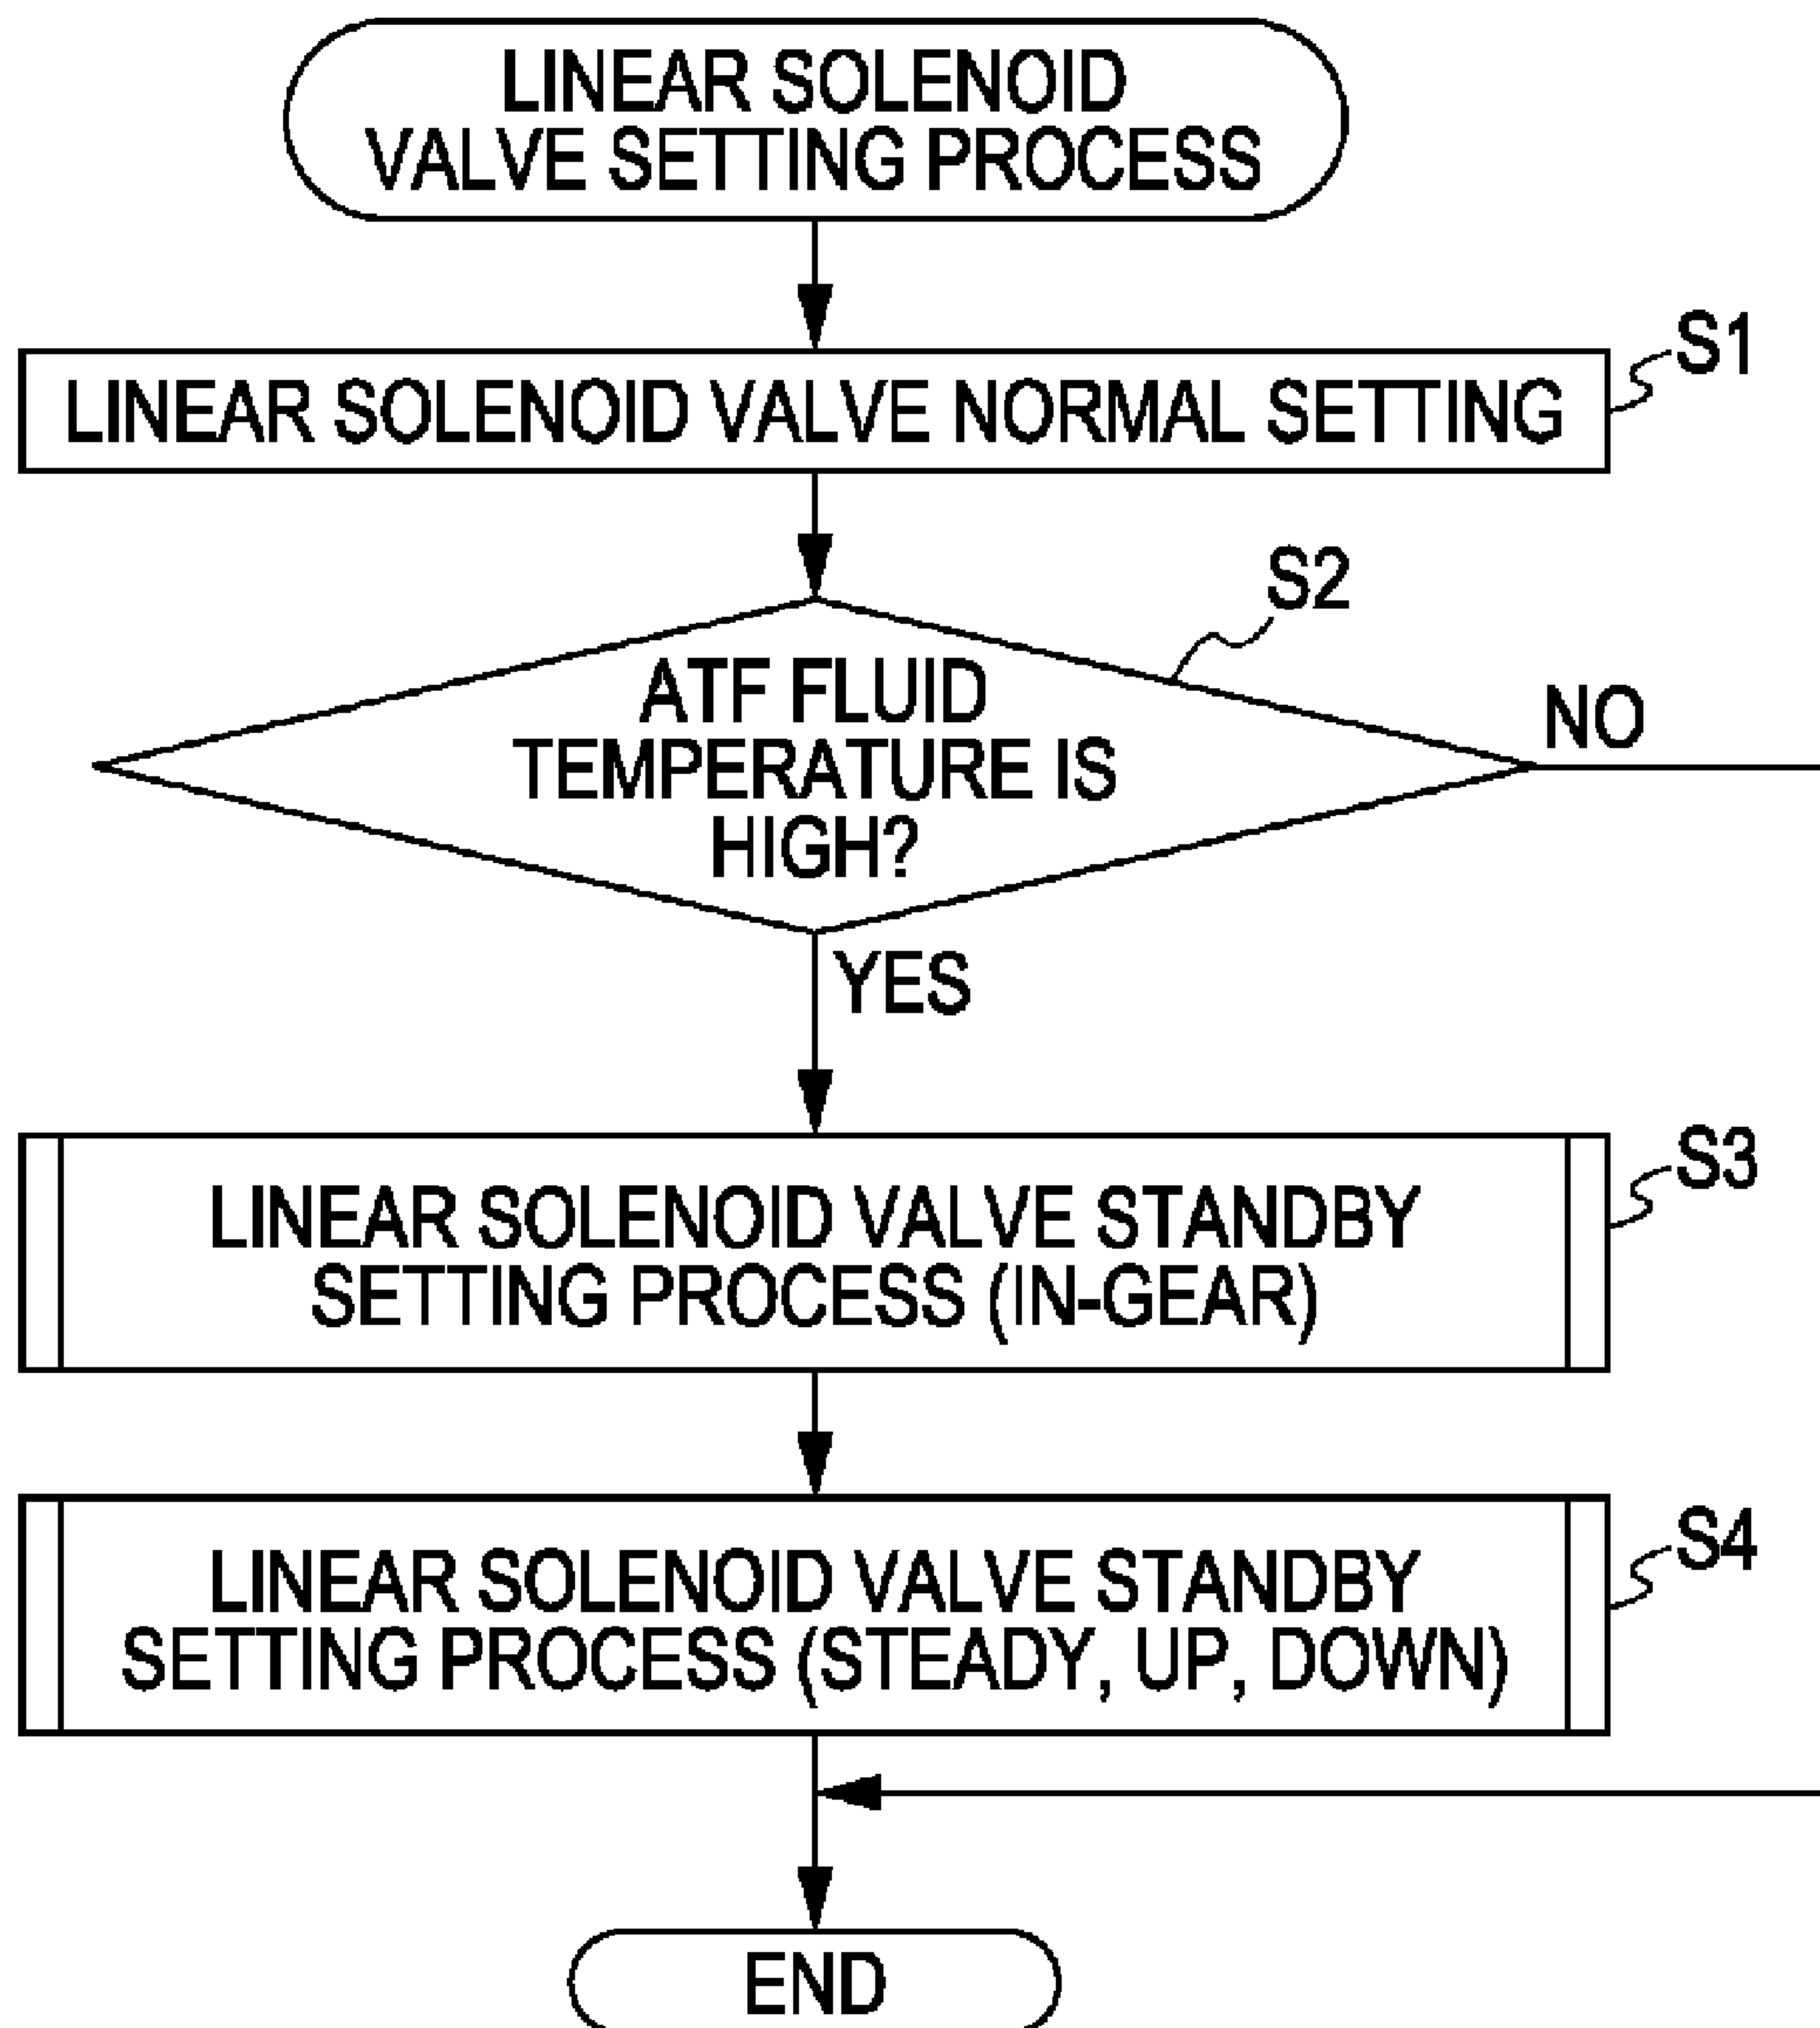 LINEAR SOLENOID
VALVE SETTING PROCESS
S1
LINEAR SOLENOID VALVE NORMAL SETTING
S2
ATF FLUID
TEMPERATURE IS
HIGH?
NO
YES
S3
LINEAR SOLENOID VALVE STANDBY
SETTING PROCESS (IN-GEAR)
S4
LINEAR SOLENOID VALVE STANDBY
SETTING PROCESS (STEADY, UP, DOWN)
END